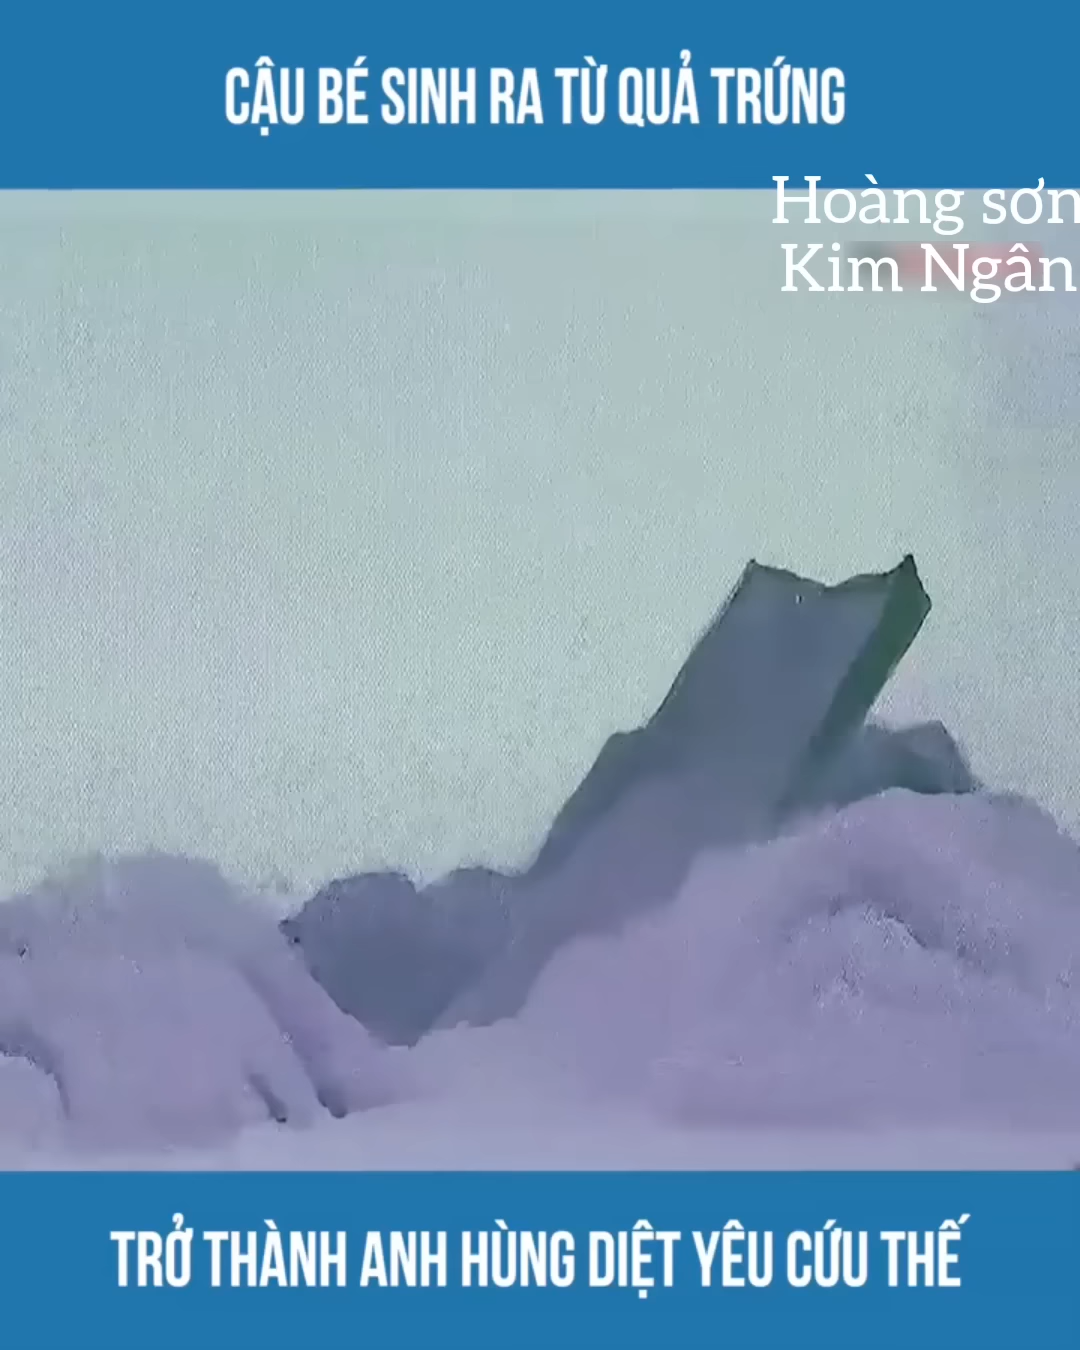 CẬU BÉ SINH RA TỪ QUẢ TRỨNG
Hoàng sơn
Kim Ngân
TRỞ THÀNH ANH HÙNG DIỆT YÊU CỨU THẾ